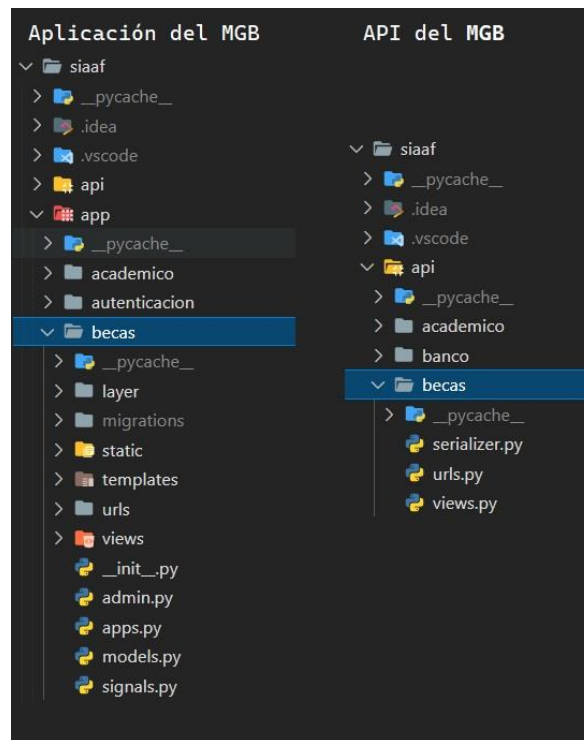 Aplicación del MGB
siaaf
__pycache__
.idea
.vscode
api
app
__pycache__
academico
autenticacion
becas
__pycache__
layer
migrations
static
templates
urls
views
__init__.py
admin.py
apps.py
models.py
signals.py
API del MGB
siaaf
__pycache__
.idea
.vscode
api
__pycache__
academico
banco
becas
__pycache__
serializer.py
urls.py
views.py